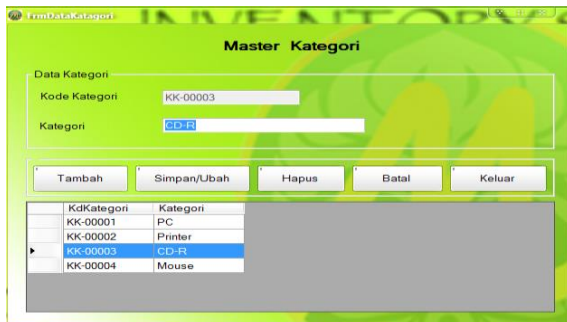 FrmDataKatagori
INVENTORY
Master Kategori
Data Kategori
Kode Kategori KK-00003
Kategori CD-R
Tambah Simpan/Ubah Hapus Batal Keluar
KdKategori Kategori
KK-00001 PC
KK-00002 Printer
KK-00003 CD-R
KK-00004 Mouse